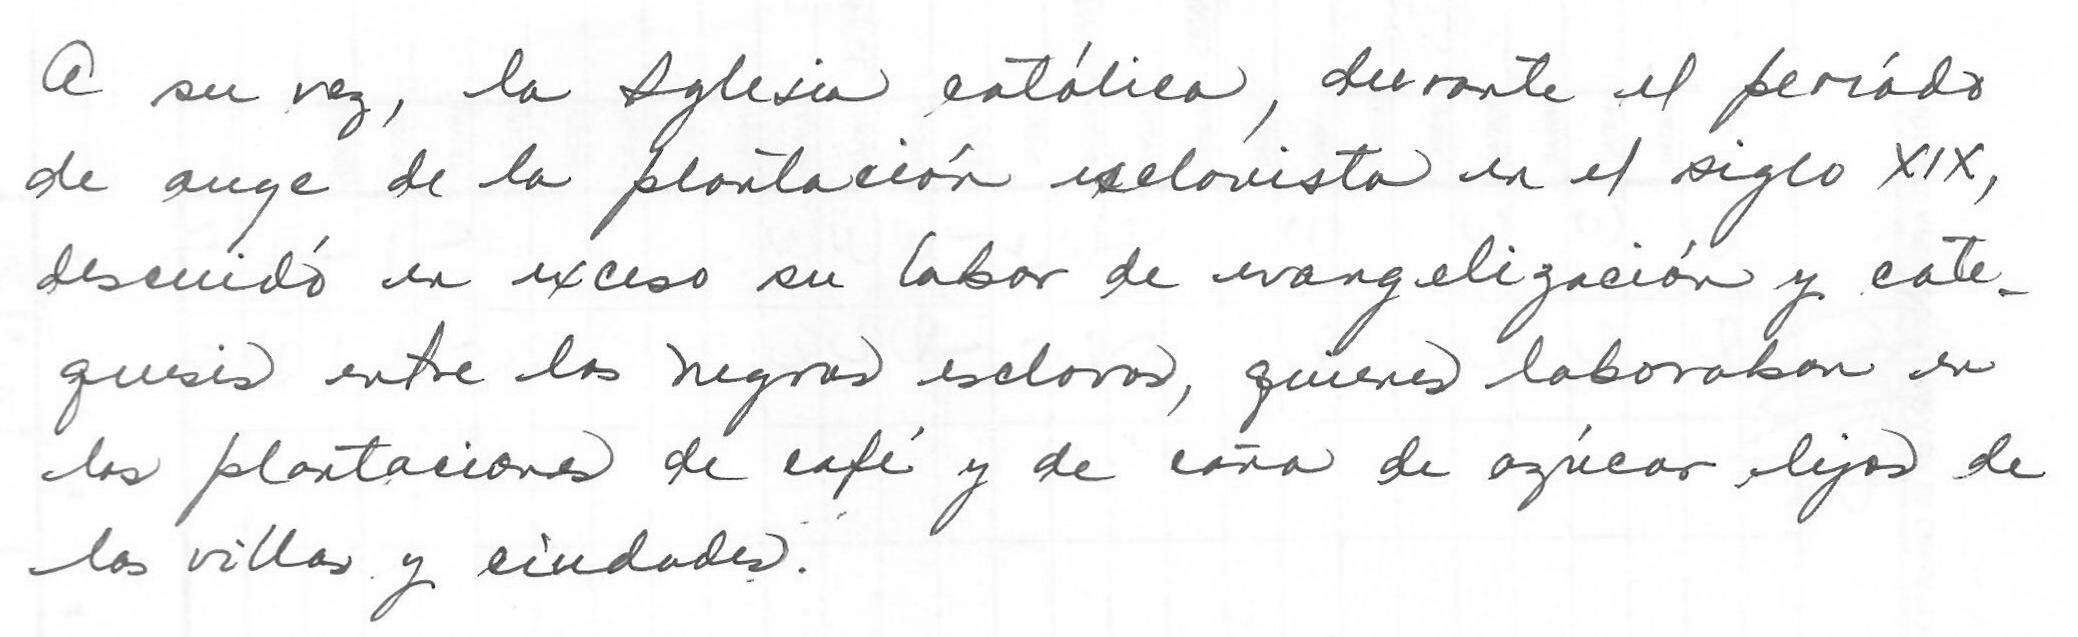 A su vez, la Iglesia católica, durante el período
de auge de la plantación esclavista en el siglo XIX,
descuidó en exceso su labor de evangelización y cate-
quesis entre los negros esclavos, quienes laboraban en
las plantaciones de café y de caña de azúcar lejos de
las villas y ciudades.